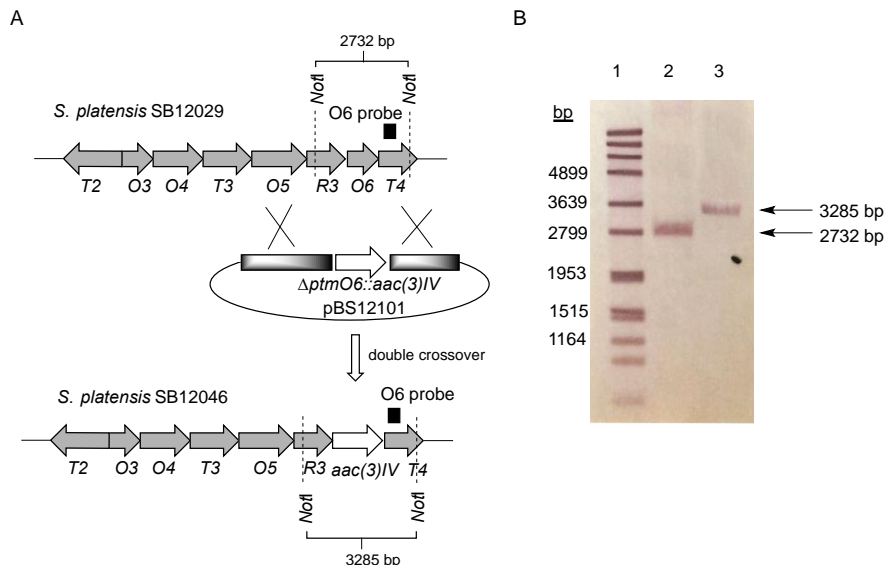 A
2732 bp
NotI
NotI
S. platensis SB12029
O6 probe
T2 O3 O4 T3 O5 R3 O6 T4
ΔptmO6::aac(3)IV
pBS12101
double crossover
S. platensis SB12046
O6 probe
T2 O3 O4 T3 O5 R3 aac(3)IV T4
NotI
NotI
3285 bp
B
1 2 3
bp
4899
3639
2799
1953
1515
1164
3285 bp
2732 bp